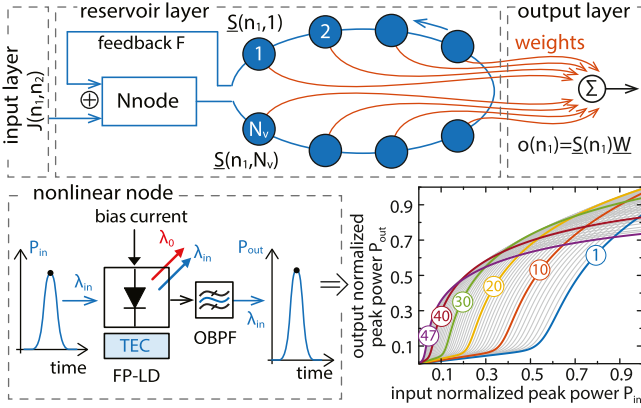 reservoir layer
output layer
input layer
J(n₁,n₂)
feedback F
S(n₁,1)
1
2
weights
Nnode
Σ
Nᵥ
S(n₁,Nᵥ)
o(n₁)=S(n₁)W
nonlinear node
bias current
Pin
λin
λ0
λin
Pout
λin
TEC
OBPF
time
FP-LD
time
output normalized
peak power Pout
0.9
0.7
0.5
0.3
0.1
1
10
20
30
40
47
0.1 0.3 0.5 0.7 0.9
input normalized peak power Pin